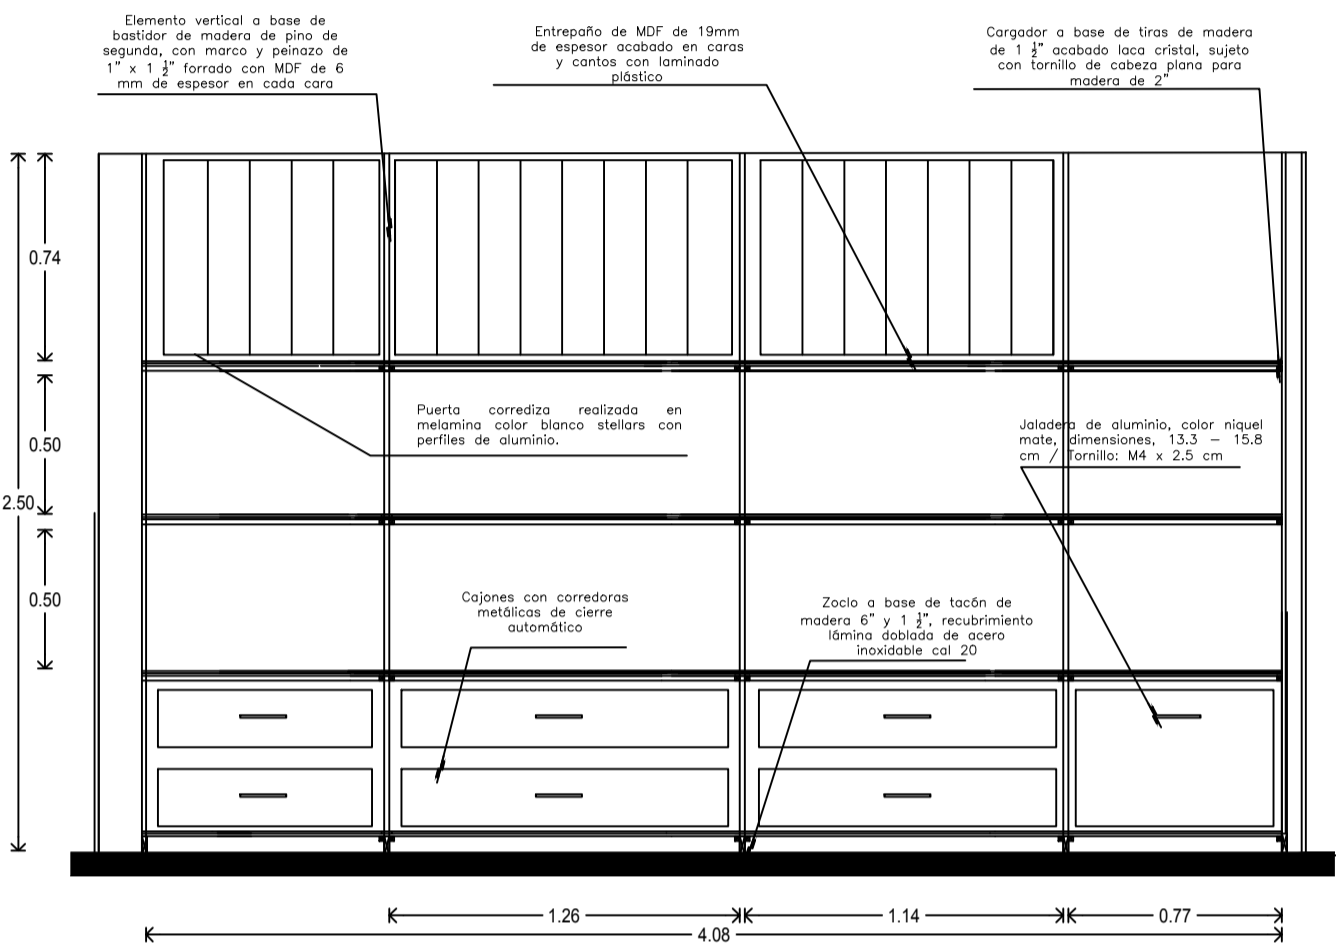 Elemento vertical a base de
bastidor de madera de pino de
segunda, con marco y peinazo de
1" x 1 ½" forrado con MDF de 6
mm de espesor en cada cara
Entrepaño de MDF de 19mm
de espesor acabado en caras
y cantos con laminado
plástico
Cargador a base de tiras de madera
de 1 ½" acabado laca cristal, sujeto
con tornillo de cabeza plana para
madera de 2"
0.74
0.50
2.50
0.50
Puerta corrediza realizada en
melamina color blanco stellars con
perfiles de aluminio.
Jaladera de aluminio, color niquel
mate, dimensiones, 13.3 – 15.8
cm / Tornillo: M4 x 2.5 cm
Cajones con corredoras
metálicas de cierre
automático
Zoclo a base de tacón de
madera 6" y 1 ½", recubrimiento
lámina doblada de acero
inoxidable cal 20
1.26
1.14
0.77
4.08